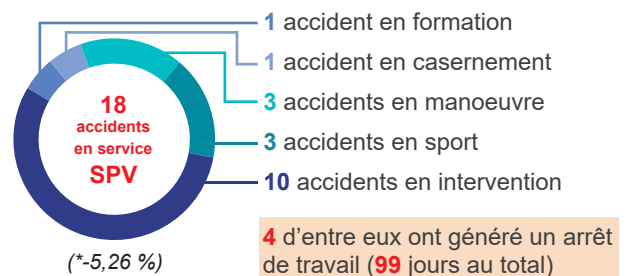 1 accident en formation
1 accident en casernement
3 accidents en manoeuvre
3 accidents en sport
10 accidents en intervention
18
accidents
en service
SPV
(*-5,26 %)
4 d’entre eux ont généré un arrêt
de travail (99 jours au total)